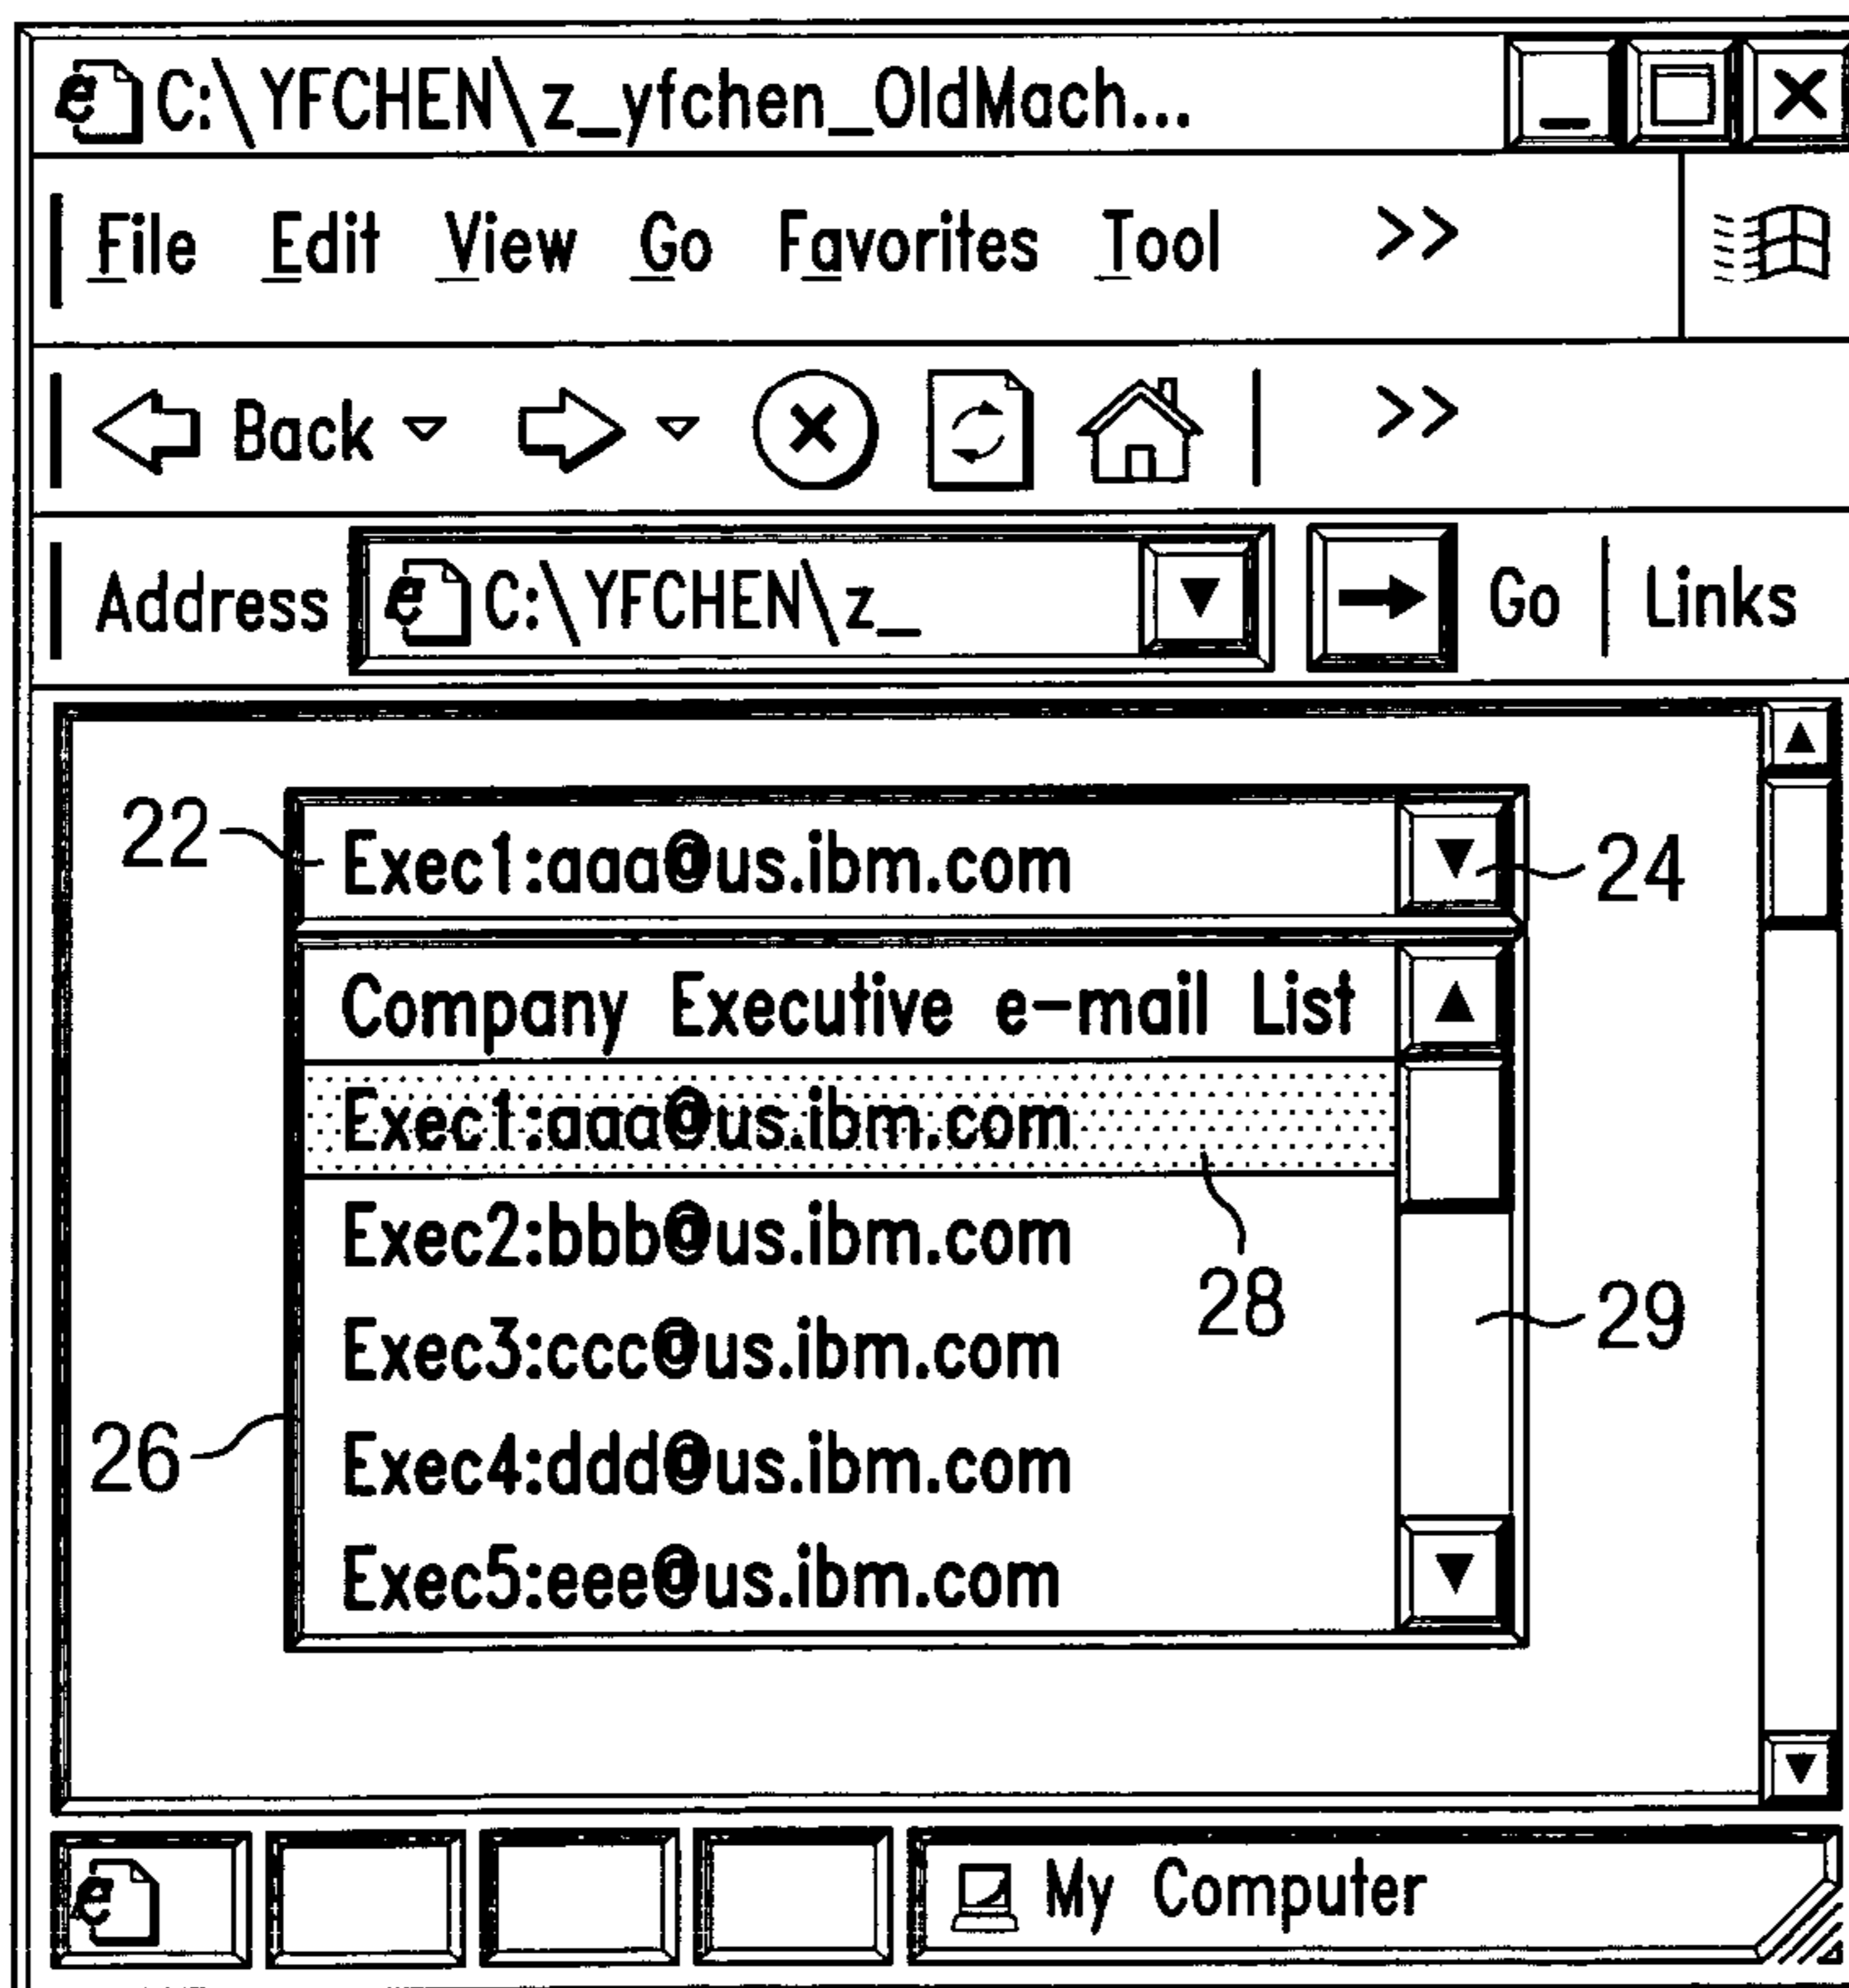 C:\YFCHEN\z_yfchen_OldMach...
File Edit View Go Favorites Tool >>
Back >>
Address C:\YFCHEN\z_ Go Links
22 Exec1:aaa@us.ibm.com 24
Company Executive e-mail List
Exec1:aaa@us.ibm.com
28
Exec2:bbb@us.ibm.com
29
Exec3:ccc@us.ibm.com
26
Exec4:ddd@us.ibm.com
Exec5:eee@us.ibm.com
My Computer